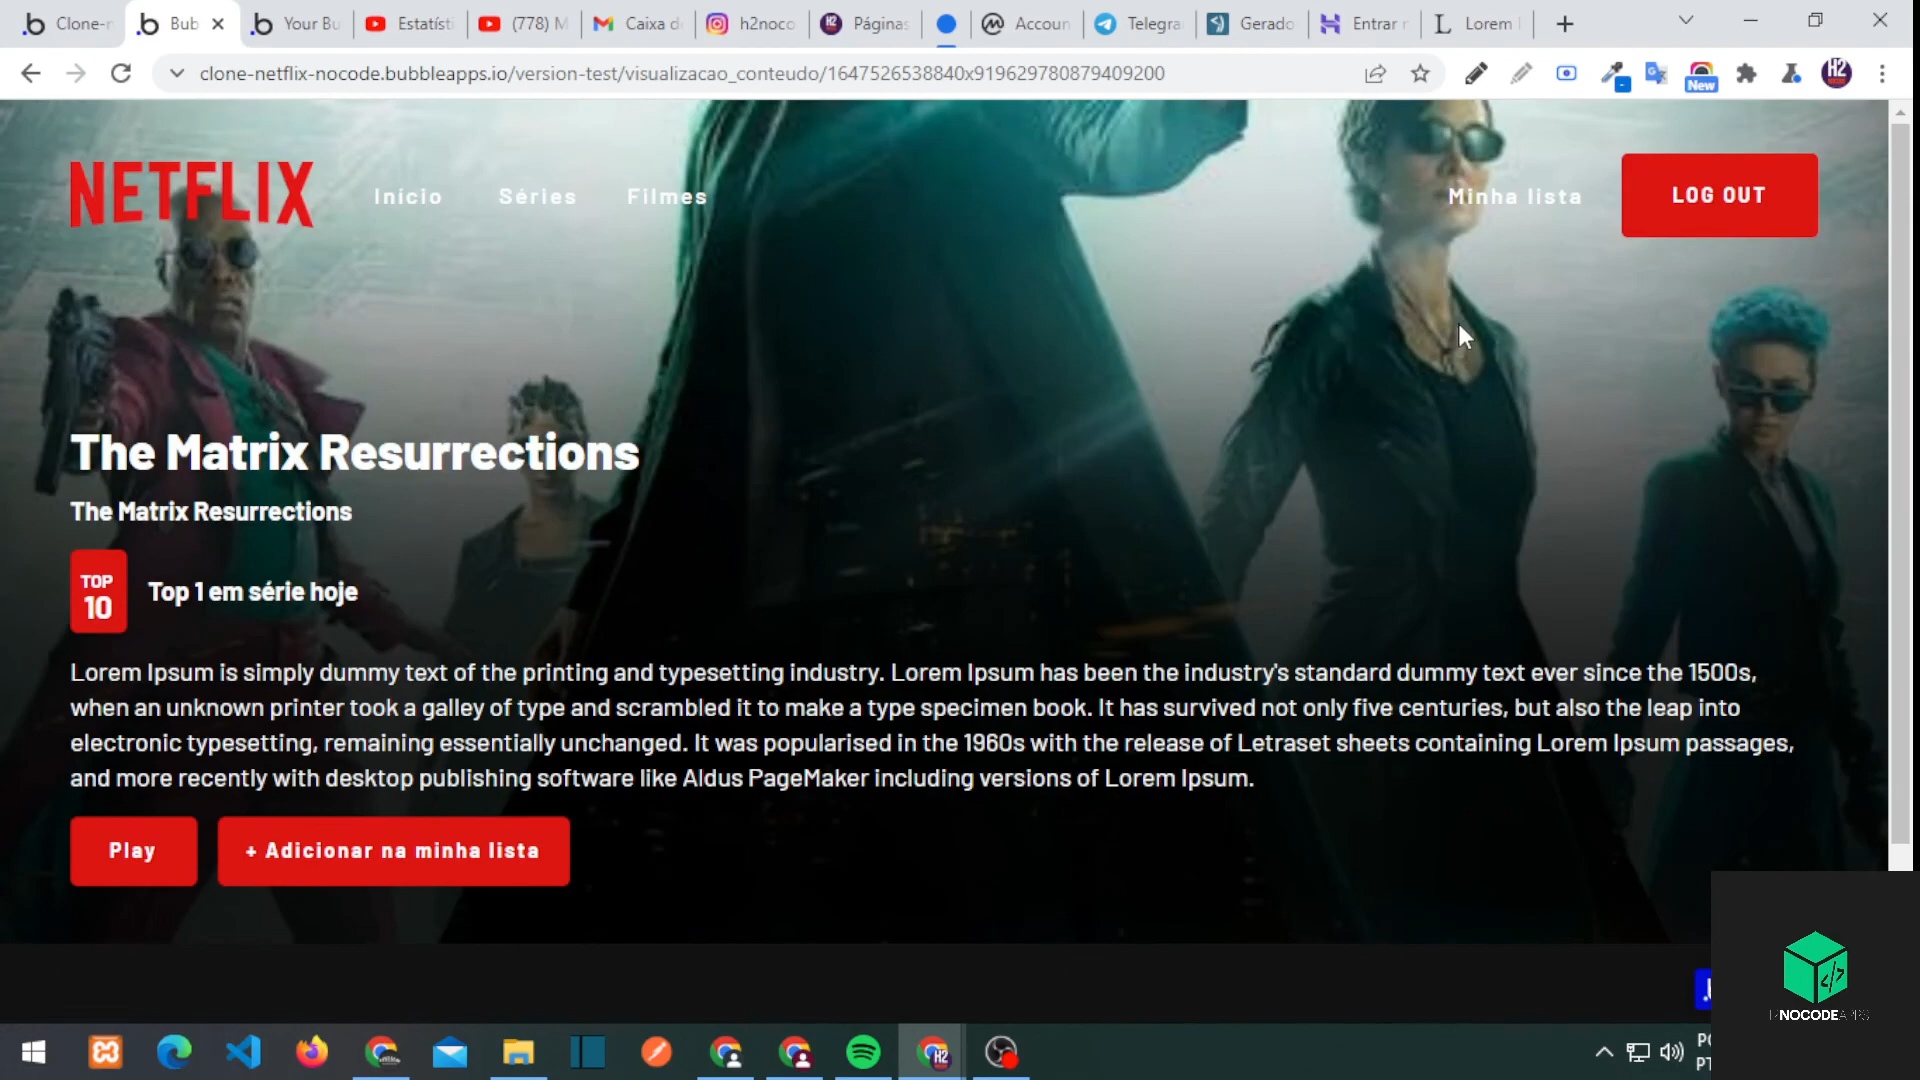 Clone-n
Bub
Your Bu
Estatísti
(778) M
Caixa de
h2noco
Páginas
Accoun
Telegra
Gerado
Entrar n
Lorem I
clone-netflix-nocode.bubbleapps.io/version-test/visualizacao_conteudo/1647526538840x919629780879409200
New
H2
NETFLIX
Início
Séries
Filmes
Minha lista
LOG OUT
The Matrix Resurrections
The Matrix Resurrections
TOP
10
Top 1 em série hoje
Lorem Ipsum is simply dummy text of the printing and typesetting industry. Lorem Ipsum has been the industry's standard dummy text ever since the 1500s,
when an unknown printer took a galley of type and scrambled it to make a type specimen book. It has survived not only five centuries, but also the leap into
electronic typesetting, remaining essentially unchanged. It was popularised in the 1960s with the release of Letraset sheets containing Lorem Ipsum passages,
and more recently with desktop publishing software like Aldus PageMaker including versions of Lorem Ipsum.
Play
+ Adicionar na minha lista
NOCODEAPPS